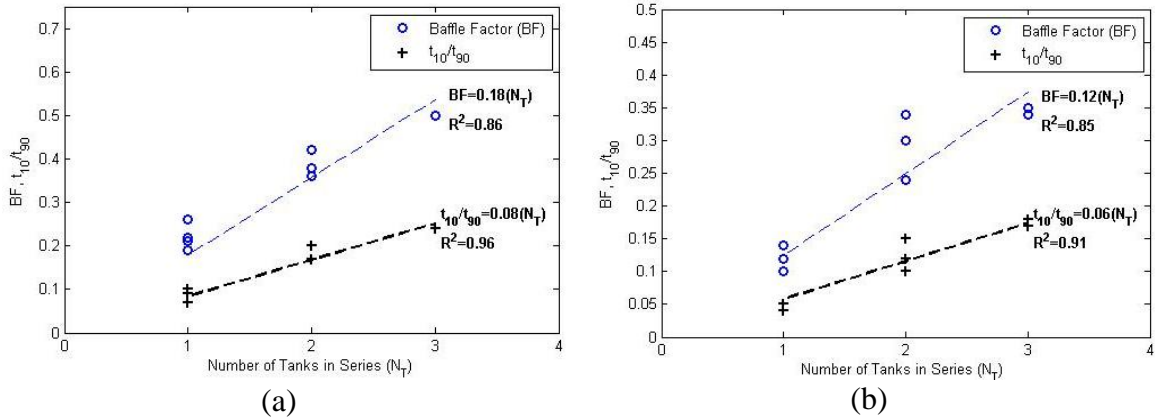 0.7
0.6
0.5
0.4
0.3
0.2
0.1
0
0 1 2 3 4
BF, t10/t90
Number of Tanks in Series (NT)
Baffle Factor (BF)
t10/t90
BF=0.18(NT)
R2=0.86
t10/t90=0.08(NT)
R2=0.96
(a)
0.5
0.45
0.4
0.35
0.3
0.25
0.2
0.15
0.1
0.05
0
0 1 2 3 4
BF, t10/t90
Number of Tanks in Series (NT)
Baffle Factor (BF)
t10/t90
BF=0.12(NT)
R2=0.85
t10/t90=0.06(NT)
R2=0.91
(b)